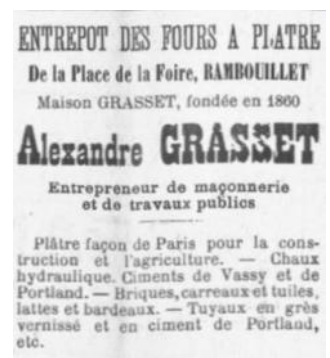 ENTREPOT DES FOURS A PLATRE
De la Place de la Foire, RAMBOUILLET
Maison GRASSET, fondée en 1860
Alexandre GRASSET
Entrepreneur de maçonnerie
et de travaux publics
Plâtre façon de Paris pour la cons-
truction et l'agriculture. — Chaux
hydraulique. Ciments de Vassy et de
Portland. — Briques, carreaux et tuiles,
lattes et bardeaux. — Tuyaux en grès
vernissé et en ciment de Portland,
etc.